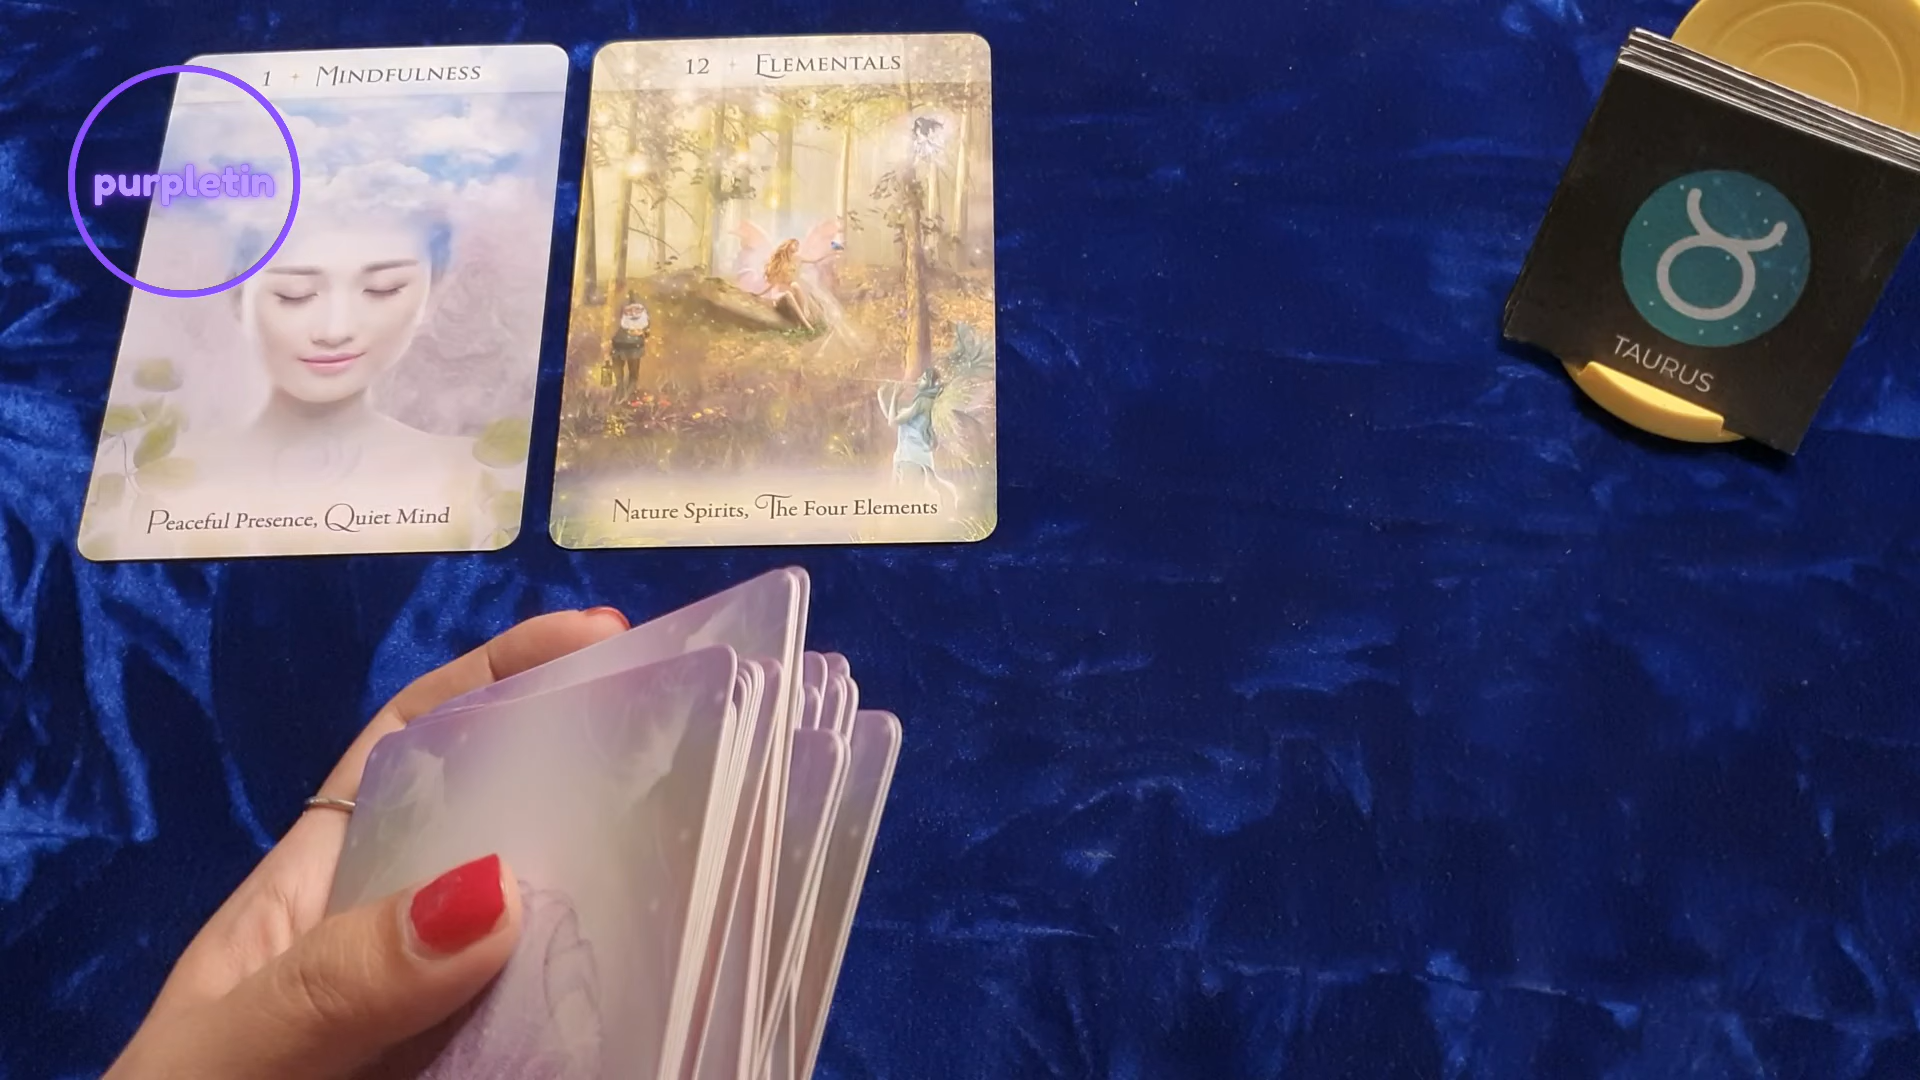 1 + Mindfulness
purpletin
Peaceful Presence, Quiet Mind
12 + Elementals
Nature Spirits, The Four Elements
TAURUS